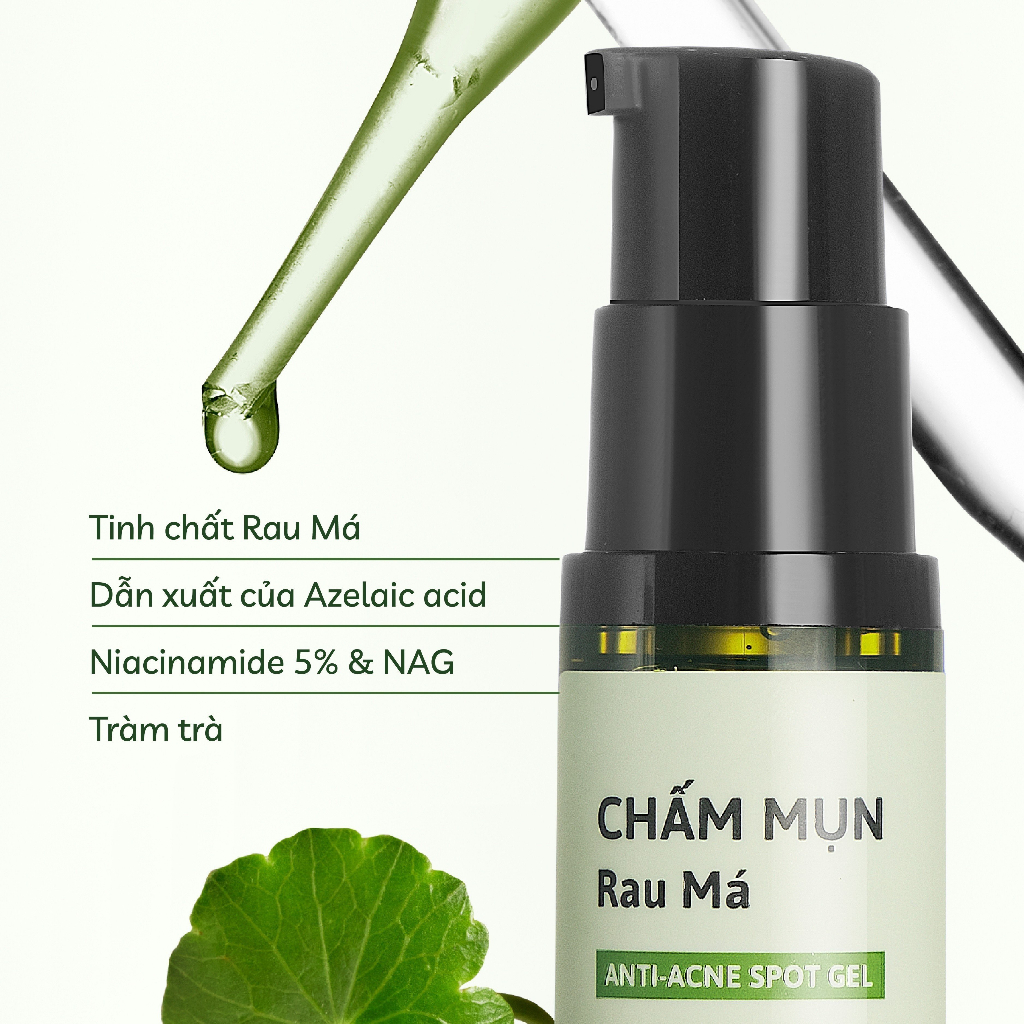 Tinh chất Rau Má
Dẫn xuất của Azelaic acid
Niacinamide 5% & NAG
Tràm trà
CHẤM MỤN
Rau Má
ANTI-ACNE SPOT GEL